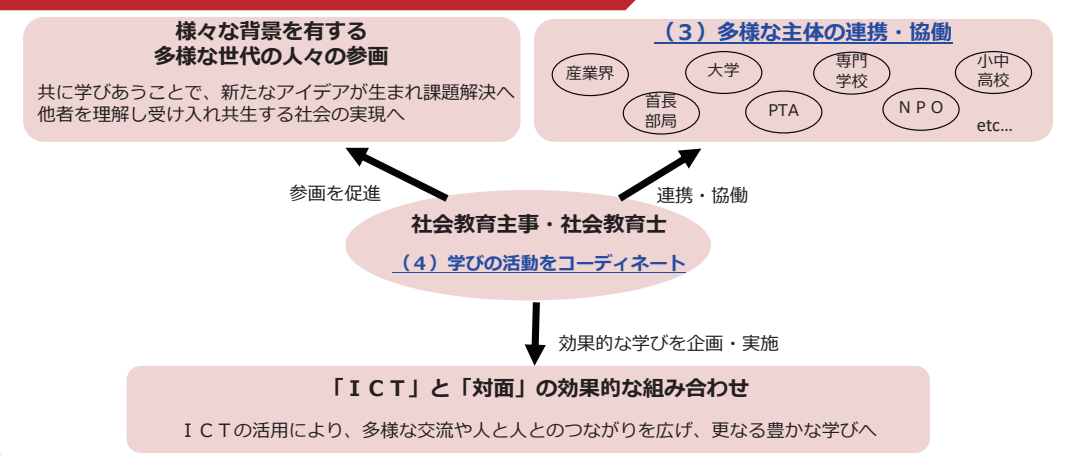 様々な背景を有する
多様な世代の人々の参画
共に学びあうことで、新たなアイデアが生まれ課題解決へ
他者を理解し受け入れ共生する社会の実現へ
（３）多様な主体の連携・協働
産業界
大学
専門
学校
小中
高校
首長
部局
PTA
ＮＰＯ
etc…
参画を促進
連携・協働
社会教育主事・社会教育士
（４）学びの活動をコーディネート
効果的な学びを企画・実施
「ＩＣＴ」と「対面」の効果的な組み合わせ
ＩＣＴの活用により、多様な交流や人と人とのつながりを広げ、更なる豊かな学びへ